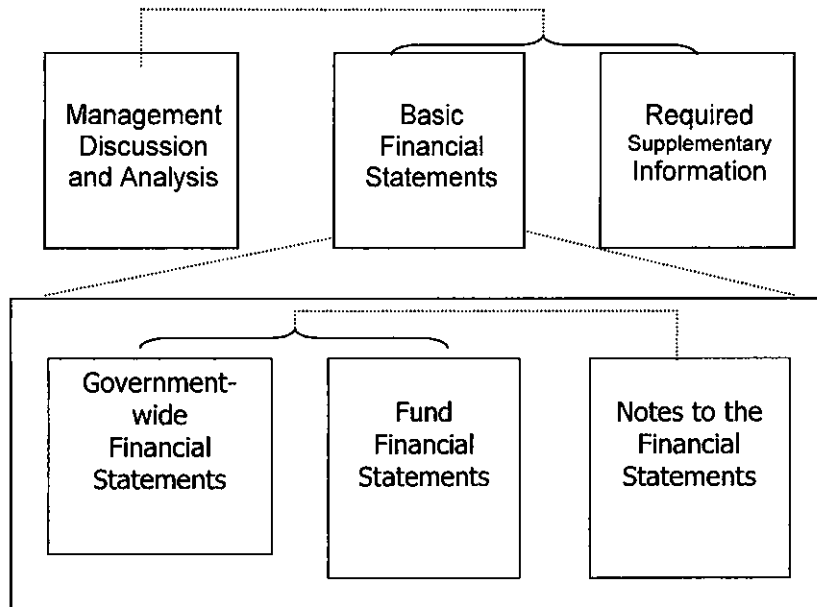 Management
Discussion
and Analysis
Basic
Financial
Statements
Required
Supplementary
Information
Government-
wide
Financial
Statements
Fund
Financial
Statements
Notes to the
Financial
Statements